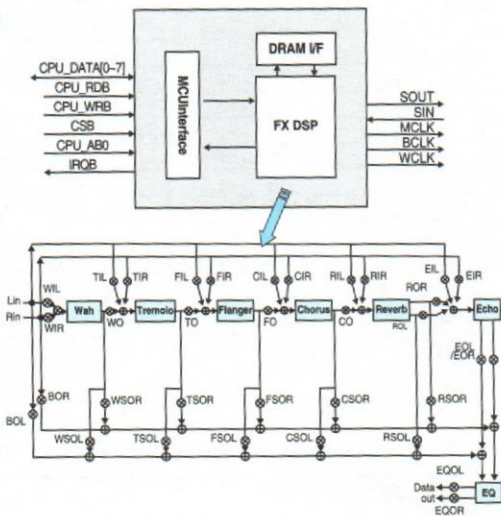 DRAM I/F
CPU_DATA[0-7]
CPU_RDB
CPU_WRB
CSB
CPU_AB0
IRQB
MCUInterface
FX DSP
SOUT
SIN
MCLK
BCLK
WCLK
TIL TIR FIL FIR CIL CIR RIL RIR EIL EIR
WIL ROR
Lin
Rin
Wah Tremolo Flanger Chorus Reverb Echo
WIR WO TO FO CO ROL
EOL
/EOR
BOR WSOR TSOR FSOR CSOR RSOR
BOL
WSOL TSOL FSOL CSOL RSOL
EQOL
Data
out
EQ
EQOR